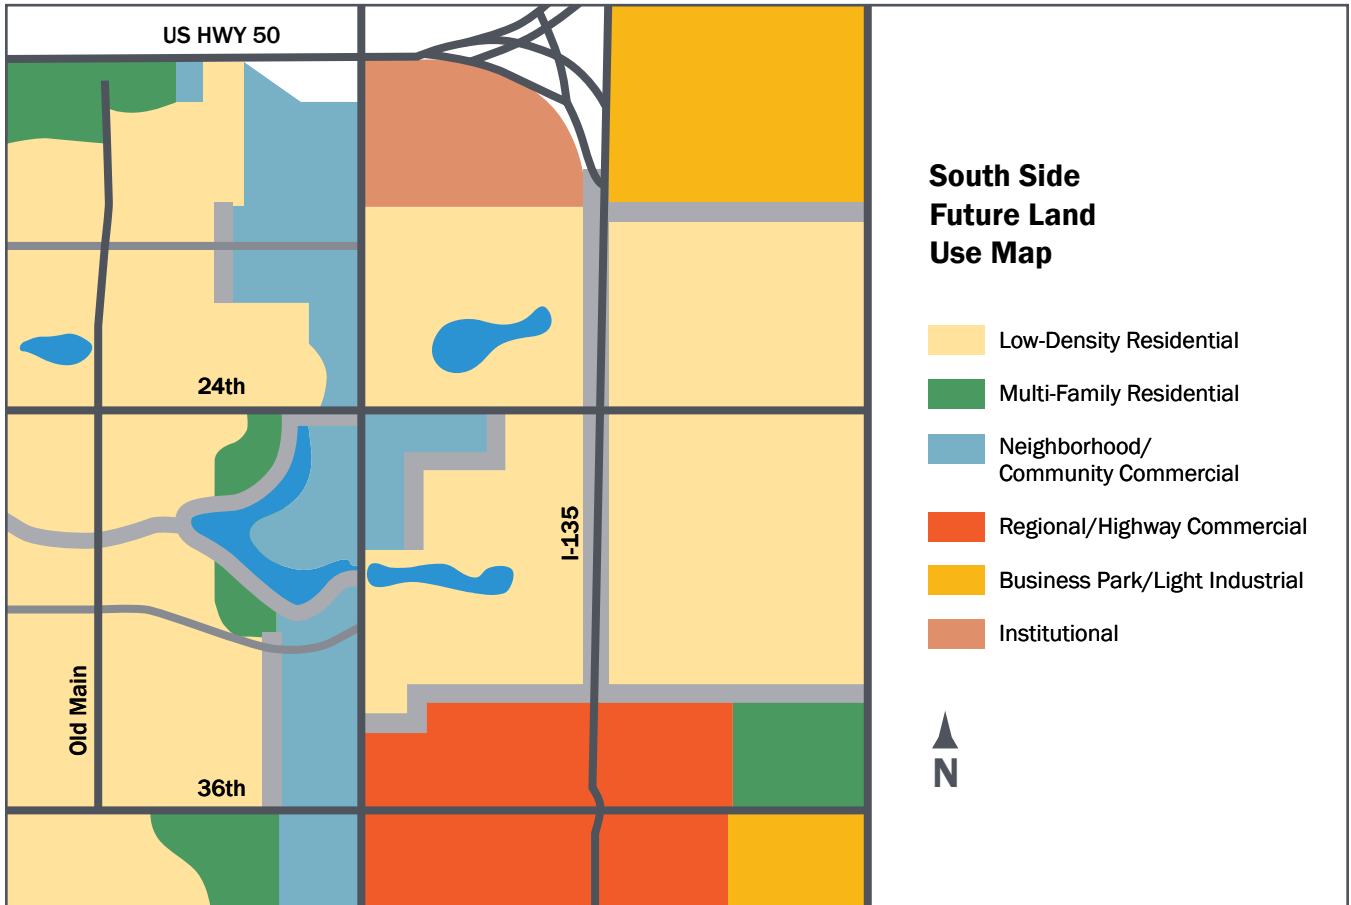 US HWY 50
24th
I-135
Old Main
36th
South Side
Future Land
Use Map
Low-Density Residential
Multi-Family Residential
Neighborhood/
Community Commercial
Regional/Highway Commercial
Business Park/Light Industrial
Institutional
N